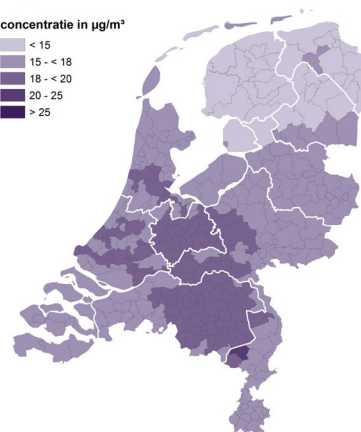 concentratie in µg/m³
< 15
15 - < 18
18 - < 20
20 - 25
> 25